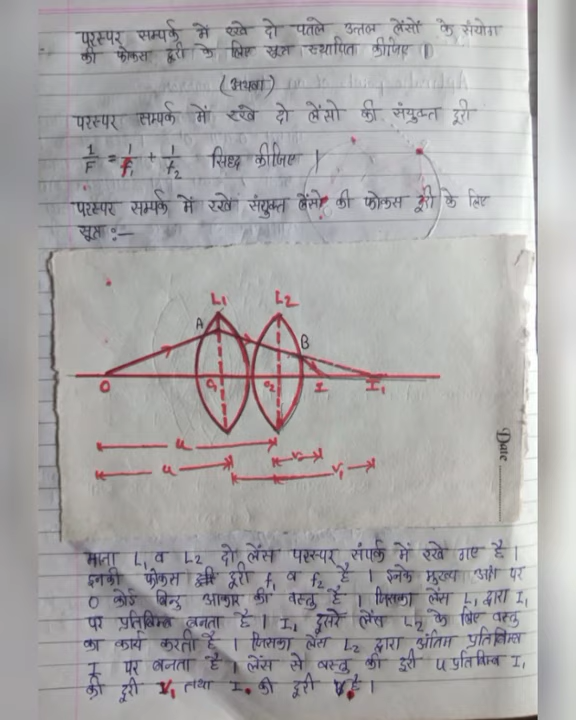 परस्पर सम्पर्क में रखे दो पतले उत्तल लेंसों के संयोग
की फोकस दूरी के लिए सूत्र स्थापित कीजिए ॥
(अथवा)
परस्पर सम्पर्क में रखे दो लेंसो की संयुक्त दूरी
1/F = 1/f₁ + 1/f₂ सिद्ध कीजिए ।
परस्पर सम्पर्क में रखें संयुक्त लेंसो की फोकस दूरी के लिए
सूत्र :-
L₁ L₂
A B
O I I₁
u
u v v₁
Date
माना L₁ व L₂ दो लेंस परस्पर संपर्क में रखे गए है ।
इनकी फोकस दूरी f₁ व f₂ है । इनके मुख्य अक्ष पर
O कोई बिन्दु आकार की वस्तु है । जिसका लेंस L₁ द्वारा I₁
पर प्रतिबिम्ब बनता है । I₁ दूसरे लेंस L₂ के लिए वस्तु
का कार्य करती है । जिसका लेंस L₂ द्वारा अंतिम प्रतिबिम्ब
I पर बनता है । लेंस से वस्तु की दूरी u प्रतिबिम्ब I₁
की दूरी v₁ तथा I की दूरी v है ।